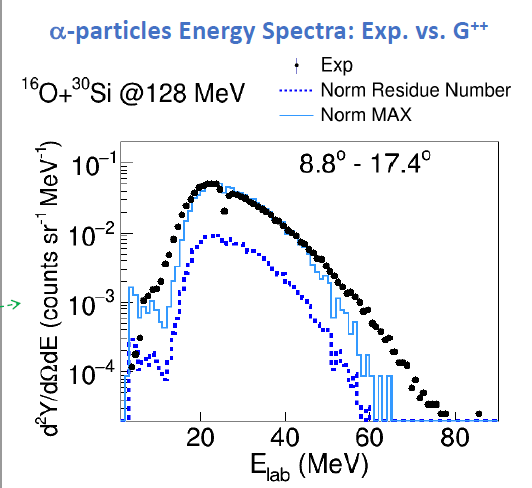 α-particles Energy Spectra: Exp. vs. G⁺⁺
Exp
¹⁶O+³⁰Si @128 MeV
Norm Residue Number
Norm MAX
8.8° - 17.4°
10⁻¹
10⁻²
10⁻³
10⁻⁴
d²Y/dΩdE (counts sr⁻¹ MeV⁻¹)
20 40 60 80
E_lab (MeV)